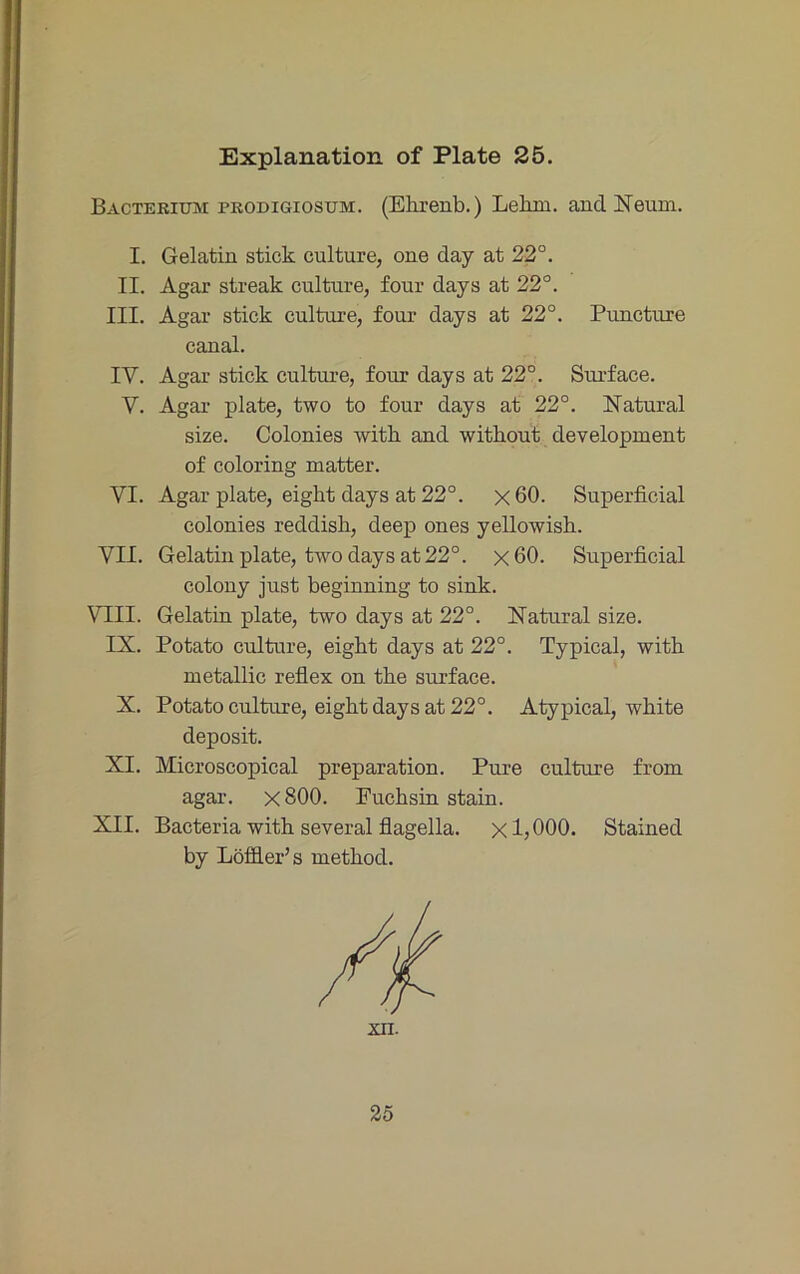 Explanation of Plate 25.
Bacterium prodigiosum. (Ehrenb.) Lehm. and Neum.
I. Gelatin stick culture, one day at 22°.
II. Agar streak culture, four days at 22°.
III. Agar stick culture, four days at 22°. Puncture
canal.
IV. Agar stick culture, four days at 22°. Surface.
V. Agar plate, two to four days at 22°. Natural
size. Colonies with and without development
of coloring matter.
VI. Agar plate, eight days at 22°. ×60. Superficial
colonies reddish, deep ones yellowish.
VII. Gelatin plate, two days at 22°. ×60. Superficial
colony just beginning to sink.
VIII. Gelatin plate, two days at 22°. Natural size.
IX. Potato culture, eight days at 22°. Typical, with
metallic reflex on the surface.
X. Potato culture, eight days at 22°. Atypical, white
deposit.
XI. Microscopical preparation. Pure culture from
agar. ×800. Fuchsin stain.
XII. Bacteria with several flagella. ×1,000. Stained
by Löffler's method.
XII.
25